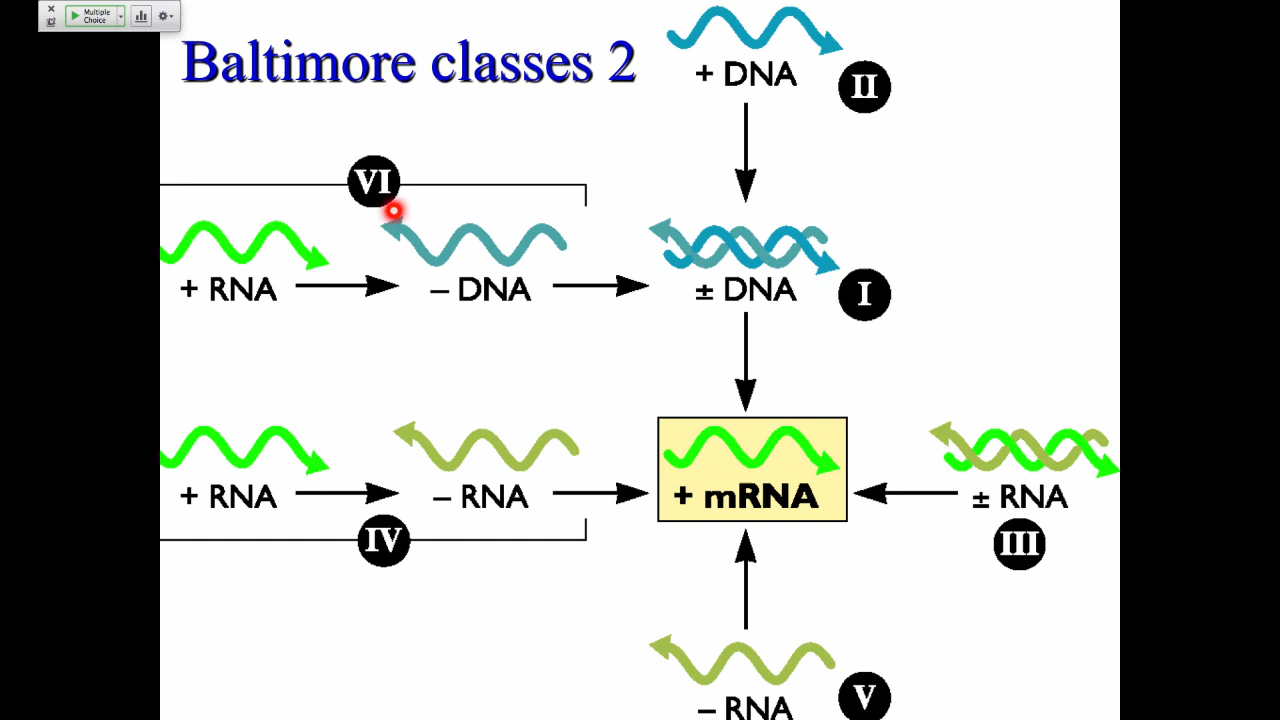 Multiple
Choice
Baltimore classes 2
+ DNA
II
VI
+ RNA
– DNA
± DNA
I
+ RNA
– RNA
+ mRNA
± RNA
IV
III
– RNA
V